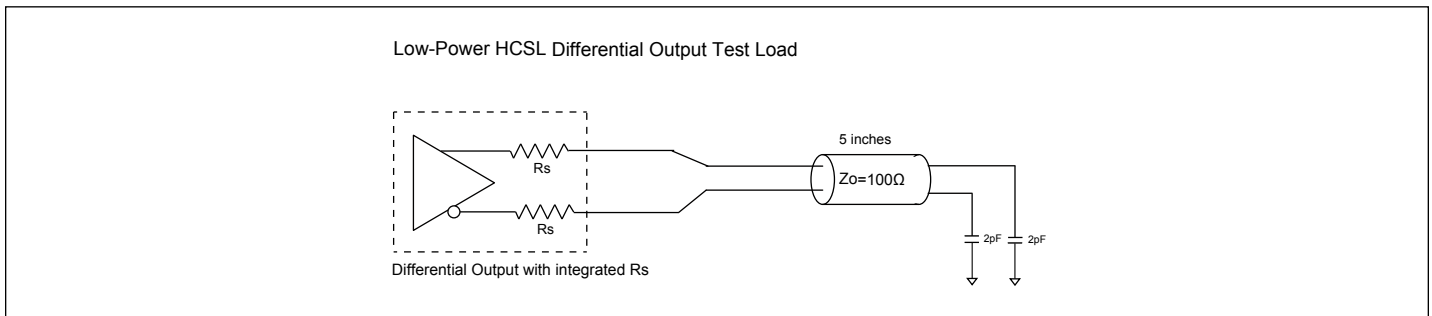 Low-Power HCSL Differential Output Test Load
5 inches
Rs
Zo=100Ω
Rs
2pF
2pF
Differential Output with integrated Rs